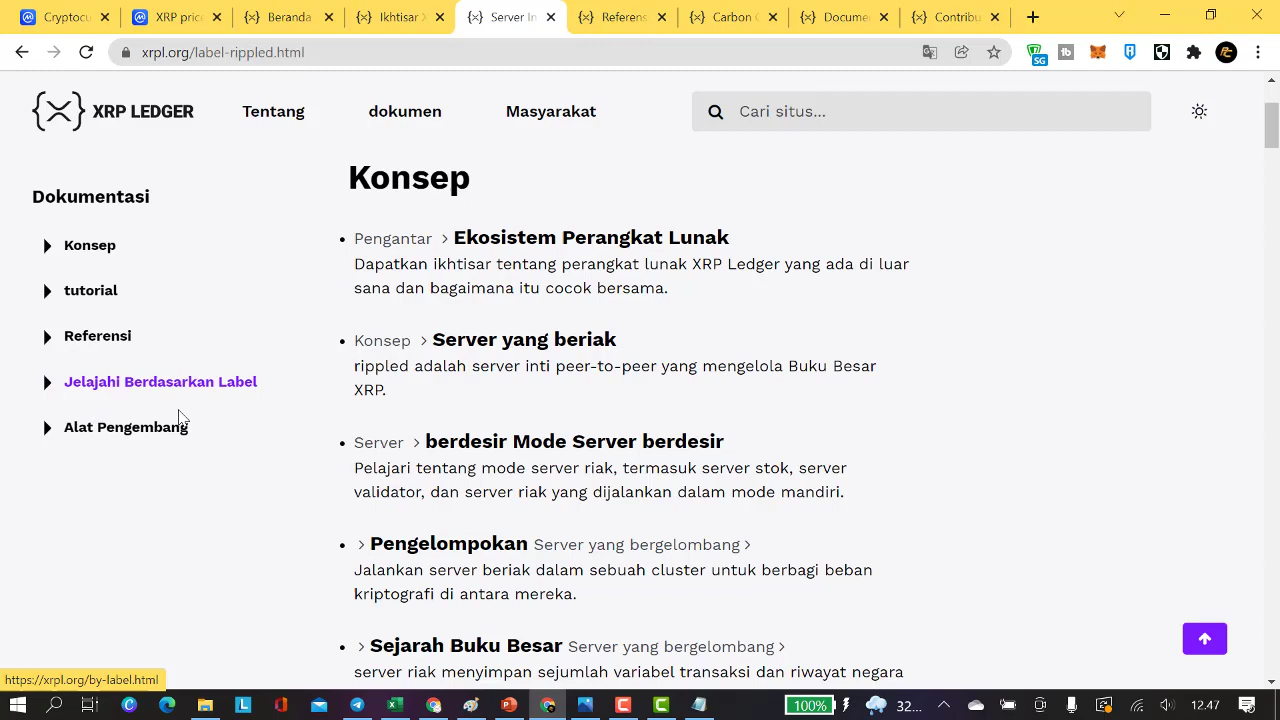 Cryptocu
XRP price
Beranda
Ikhtisar X
Server In
Referens
Carbon C
Docume
Contribu
xrpl.org/label-rippled.html
SG
tb
XRP LEDGER
Tentang
dokumen
Masyarakat
Cari situs...
Dokumentasi
Konsep
tutorial
Referensi
Jelajahi Berdasarkan Label
Alat Pengembang
Konsep
Pengantar > Ekosistem Perangkat Lunak
Dapatkan ikhtisar tentang perangkat lunak XRP Ledger yang ada di luar
sana dan bagaimana itu cocok bersama.
Konsep > Server yang beriak
rippled adalah server inti peer-to-peer yang mengelola Buku Besar
XRP.
Server > berdesir Mode Server berdesir
Pelajari tentang mode server riak, termasuk server stok, server
validator, dan server riak yang dijalankan dalam mode mandiri.
> Pengelompokan Server yang bergelombang >
Jalankan server beriak dalam sebuah cluster untuk berbagi beban
kriptografi di antara mereka.
> Sejarah Buku Besar Server yang bergelombang >
server riak menyimpan sejumlah variabel transaksi dan riwayat negara
https://xrpl.org/by-label.html
100%
32...
12.47